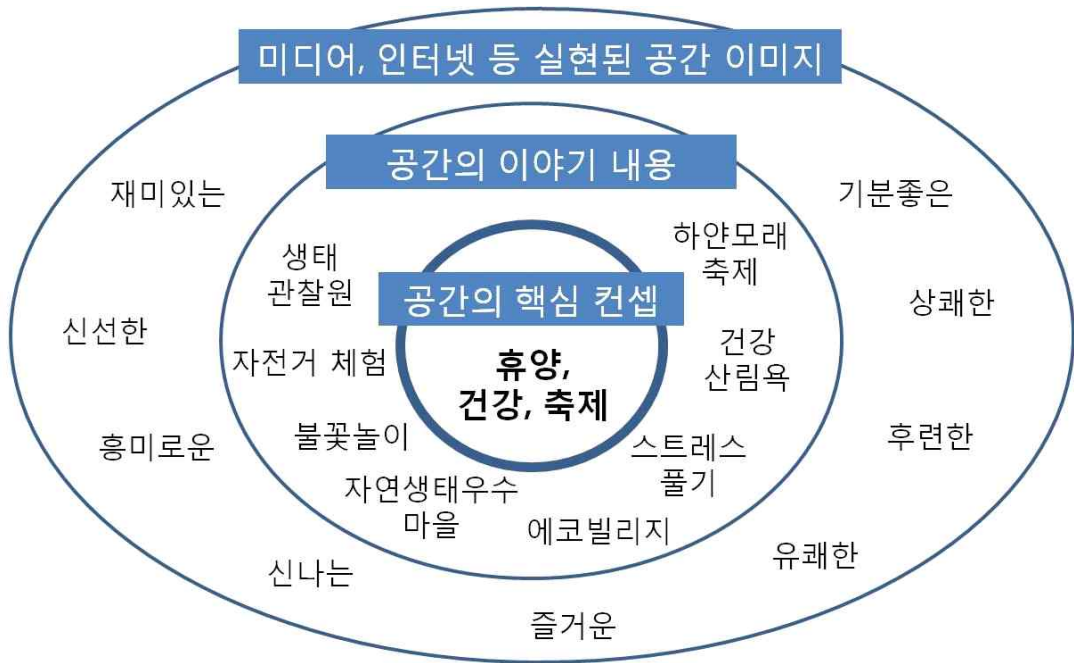 미디어, 인터넷 등 실현된 공간 이미지
공간의 이야기 내용
재미있는
기분좋은
하얀모래
축제
생태
관찰원
공간의 핵심 컨셉
신선한
상쾌한
자전거 체험
휴양,
건강, 축제
건강
산림욕
흥미로운
불꽃놀이
스트레스
풀기
후련한
자연생태우수
마을
에코빌리지
신나는
유쾌한
즐거운